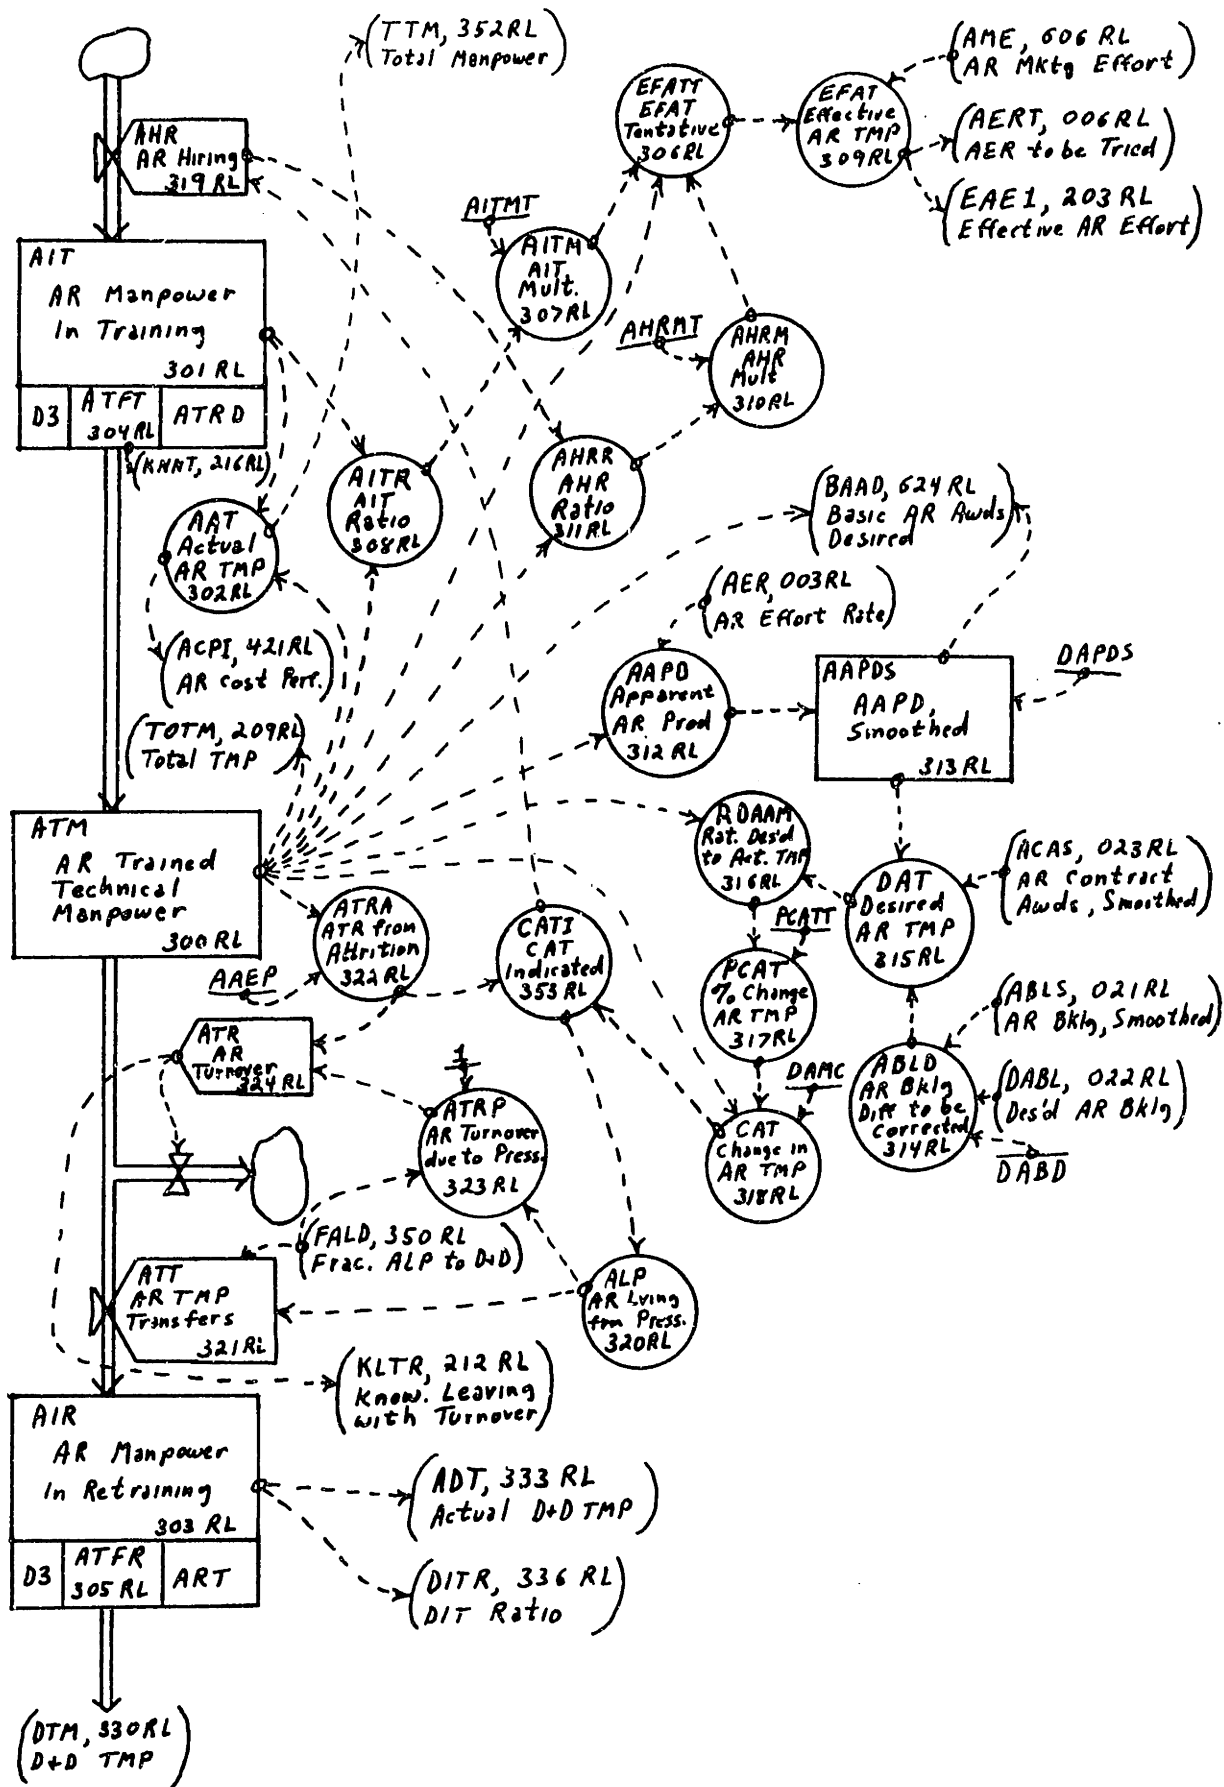 (TTM, 352RL
Total Manpower)
(AME, 606 RL
AR Mktg Effort)
EFATT
EFAT
Tentative
306RL
EFAT
Effective
AR TMP
309RL
(AERT, 006RL
AER to be Tried)
(EAE1, 203 RL
Effective AR Effort)
AHR
AR Hiring
319 RL
AITMT
AITM
AIT
Mult.
307RL
AHRMT
AHRM
AHR
Mult
310RL
AIT
AR Manpower
In Training
301 RL
D3
ATFT
304RL
ATRD
(KNNT, 216RL)
AITR
AIT
Ratio
308RL
AHRR
AHR
Ratio
311RL
(BAAD, 624 RL
Basic AR Awds
Desired)
AAT
Actual
AR TMP
302RL
(AER, 003RL
AR Effort Rate)
(ACPI, 421RL
AR Cost Perf.)
AAPD
Apparent
AR Prod
312 RL
AAPDS
AAPD,
Smoothed
313RL
DAPDS
(TOTM, 209RL
Total TMP)
ATM
AR Trained
Technical
Manpower
300 RL
RDAAM
Rat. Des'd
to Act. TMP
316RL
(ACAS, 023RL
AR Contract
Awds, Smoothed)
DAT
Desired
AR TMP
315RL
ATRA
ATR from
Attrition
322RL
AAEP
CATI
CAT
Indicated
353 RL
PCATT
PCAT
% Change
AR TMP
317RL
(ABLS, 021RL
AR Bklg, Smoothed)
ATR
AR
Turnover
324RL
1
ATRP
AR Turnover
due to Press.
323 RL
DAMC
CAT
Change in
AR TMP
318RL
ABLD
AR Bklg
Diff to be
Corrected
314RL
(DABL, 022RL
Des'd AR Bklg)
DABD
(FALD, 350 RL
Frac. ALP to D+D)
ATT
AR TMP
Transfers
321RL
ALP
AR Lving
frm Press.
320RL
(KLTR, 212 RL
Know. Leaving
with Turnover)
AIR
AR Manpower
In Retraining
303 RL
D3
ATFR
305RL
ART
(ADT, 333 RL
Actual D+D TMP)
(DITR, 336 RL
DIT Ratio)
(DTM, 330RL
D+D TMP)